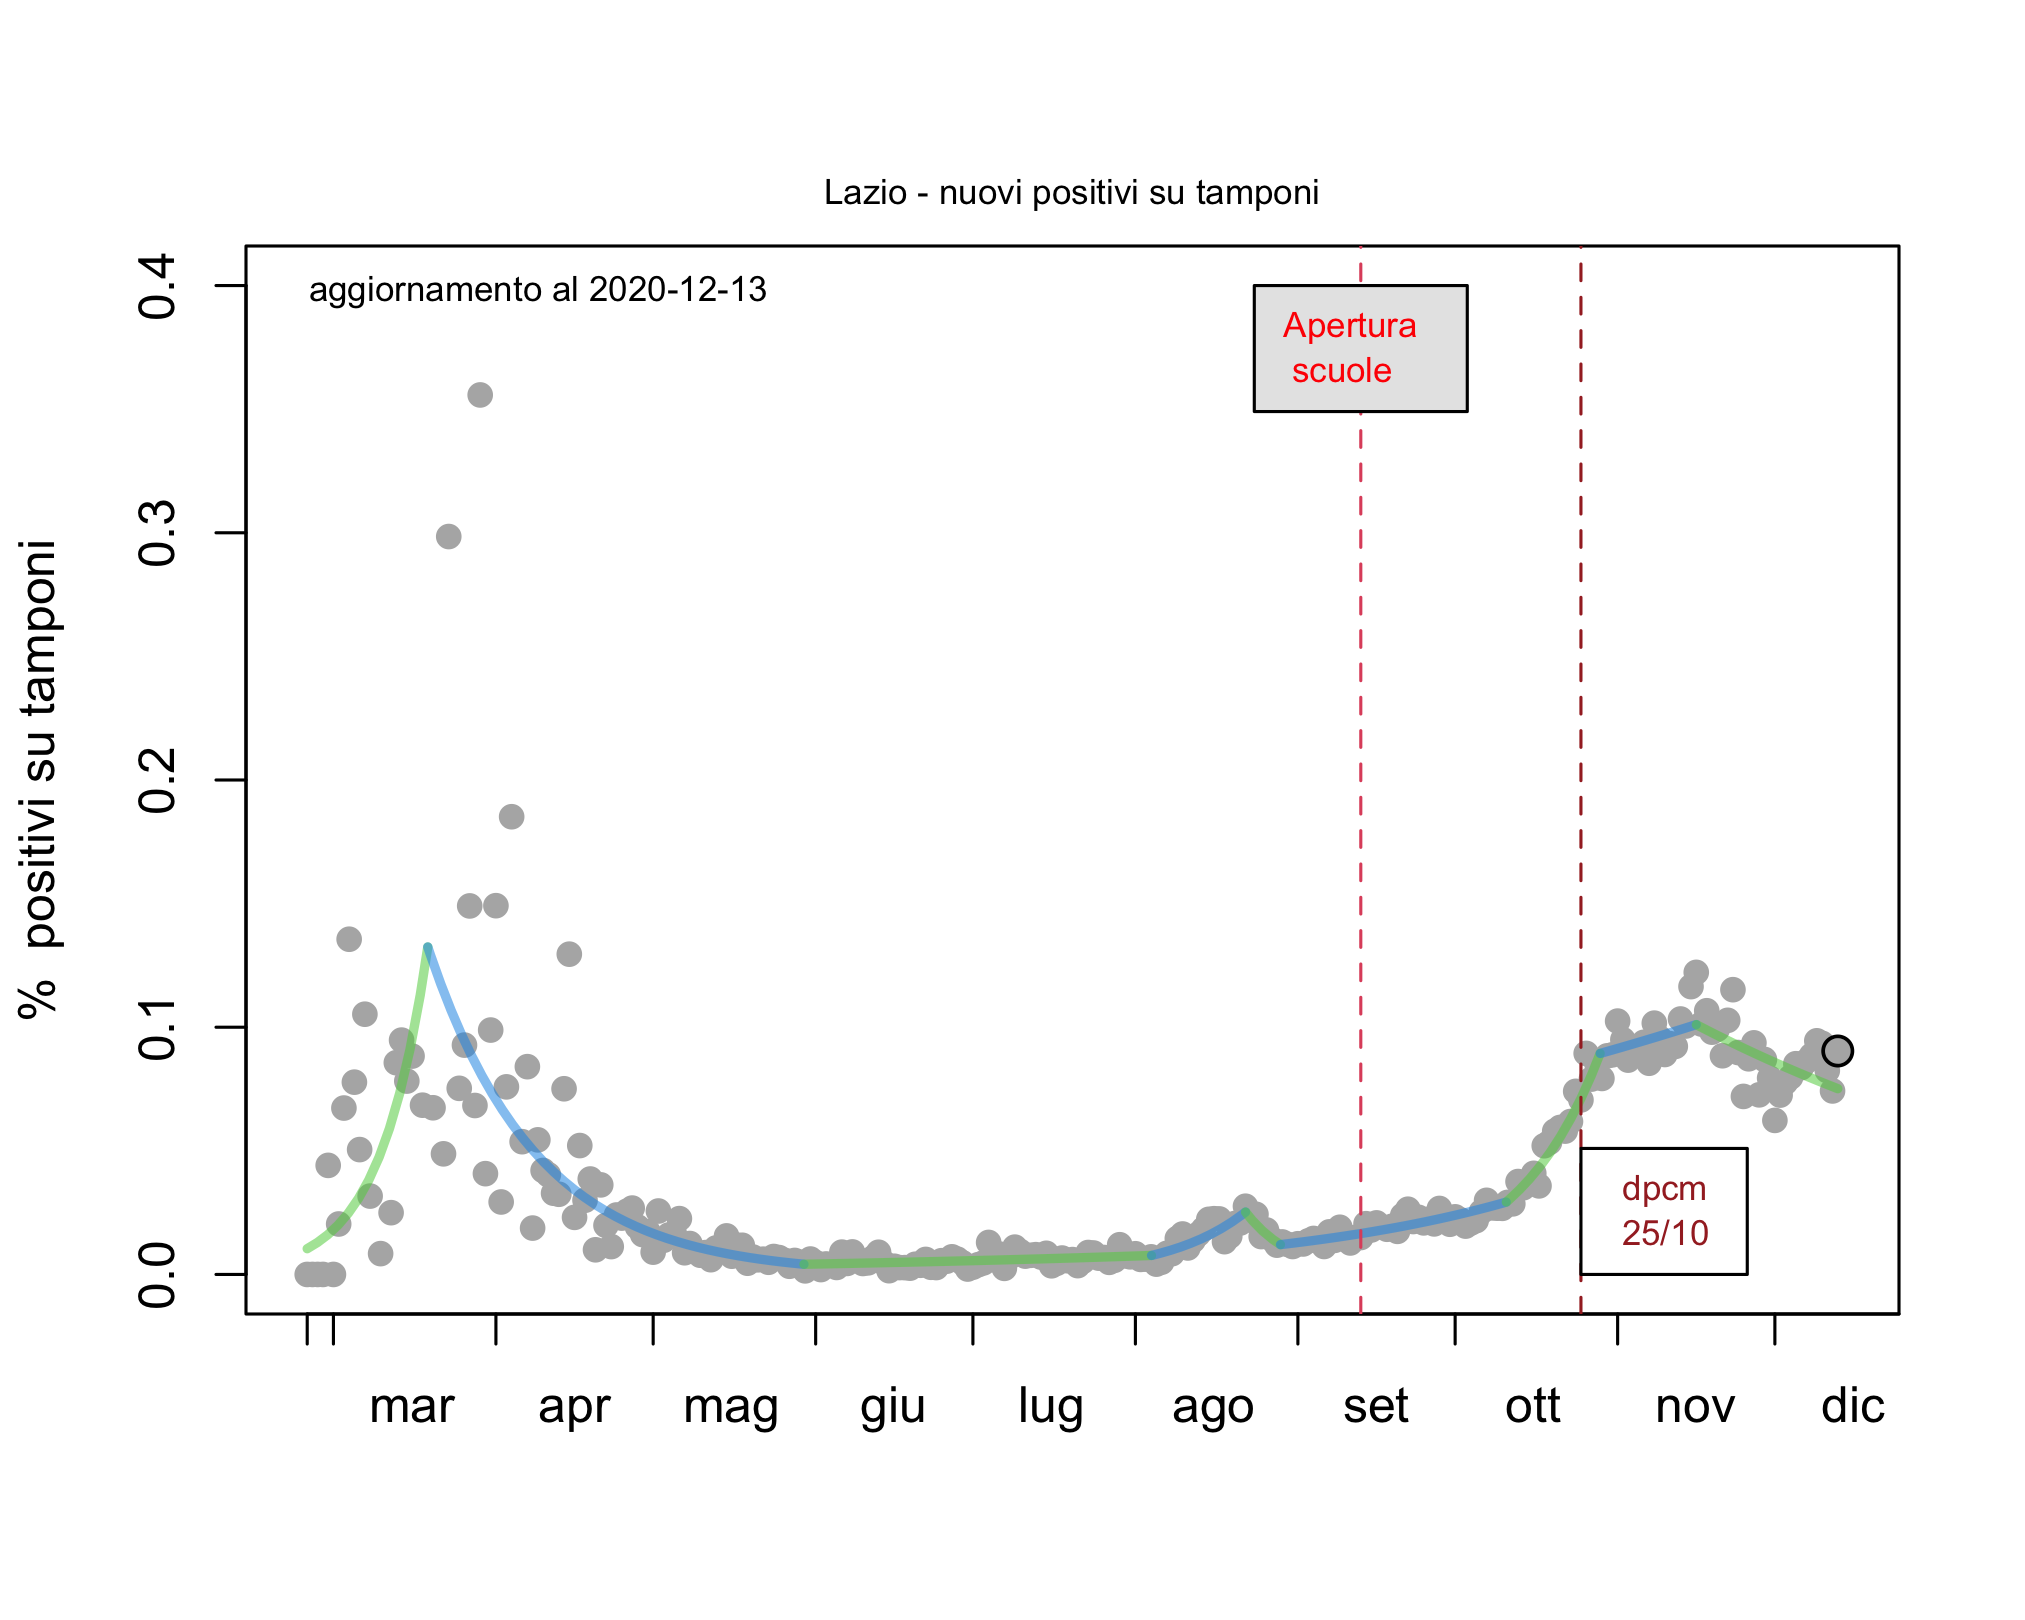 Lazio - nuovi positivi su tamponi
aggiornamento al 2020-12-13
Apertura
scuole
dpcm
25/10
% positivi su tamponi
0.4
0.3
0.2
0.1
0.0
mar apr mag giu lug ago set ott nov dic